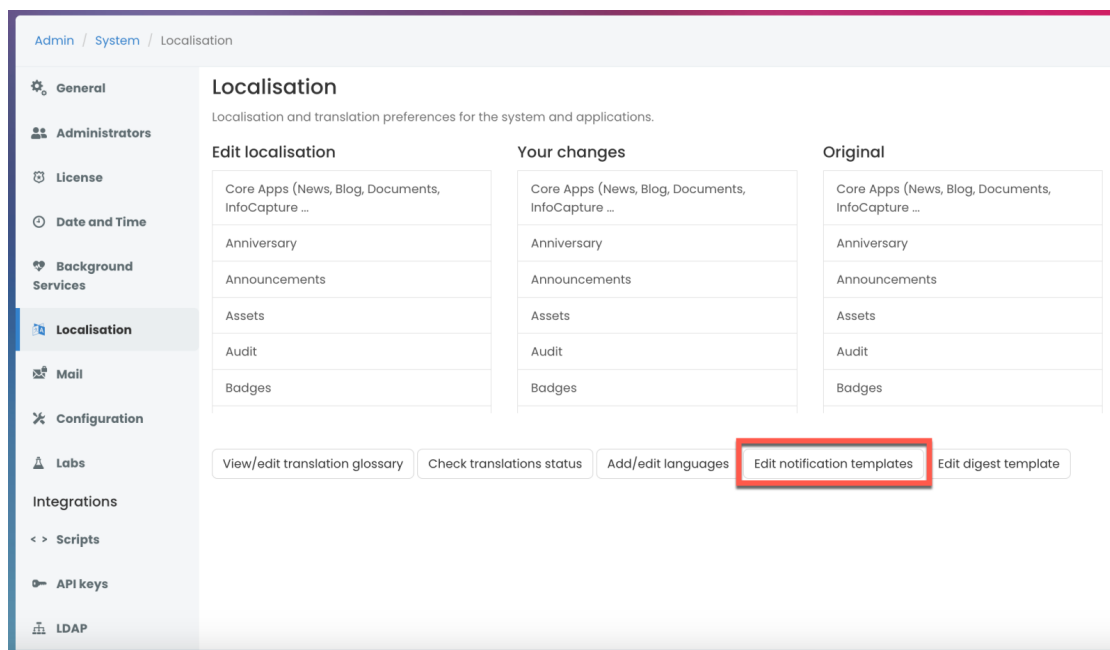 Admin / System / Localisation
General
Administrators
License
Date and Time
Background
Services
Localisation
Mail
Configuration
Labs
Integrations
< > Scripts
API keys
LDAP
Localisation
Localisation and translation preferences for the system and applications.
Edit localisation
Core Apps (News, Blog, Documents,
InfoCapture ...
Anniversary
Announcements
Assets
Audit
Badges
Your changes
Core Apps (News, Blog, Documents,
InfoCapture ...
Anniversary
Announcements
Assets
Audit
Badges
Original
Core Apps (News, Blog, Documents,
InfoCapture ...
Anniversary
Announcements
Assets
Audit
Badges
View/edit translation glossary
Check translations status
Add/edit languages
Edit notification templates
Edit digest template